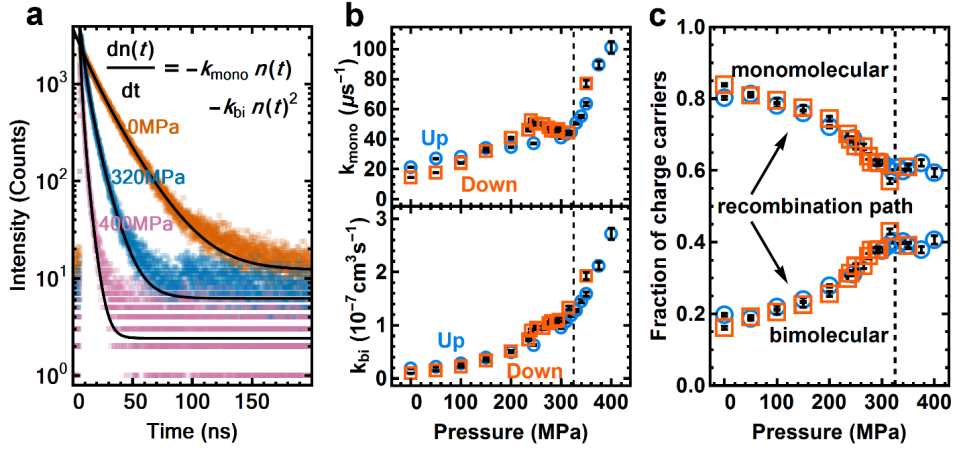 a
dn(t)
dt
= -k_mono n(t)
-k_bi n(t)^2
0MPa
320MPa
400MPa
Intensity (Counts)
10^3
10^2
10^1
10^0
0
50
100
150
Time (ns)
b
k_mono (μs^-1)
100
80
60
40
20
0
Up
Down
k_bi (10^-7 cm^3 s^-1)
3
2
1
0
Up
Down
0
100
200
300
400
Pressure (MPa)
c
Fraction of charge carriers
1.0
0.8
0.6
0.4
0.2
0.0
monomolecular
recombination path
bimolecular
0
100
200
300
400
Pressure (MPa)